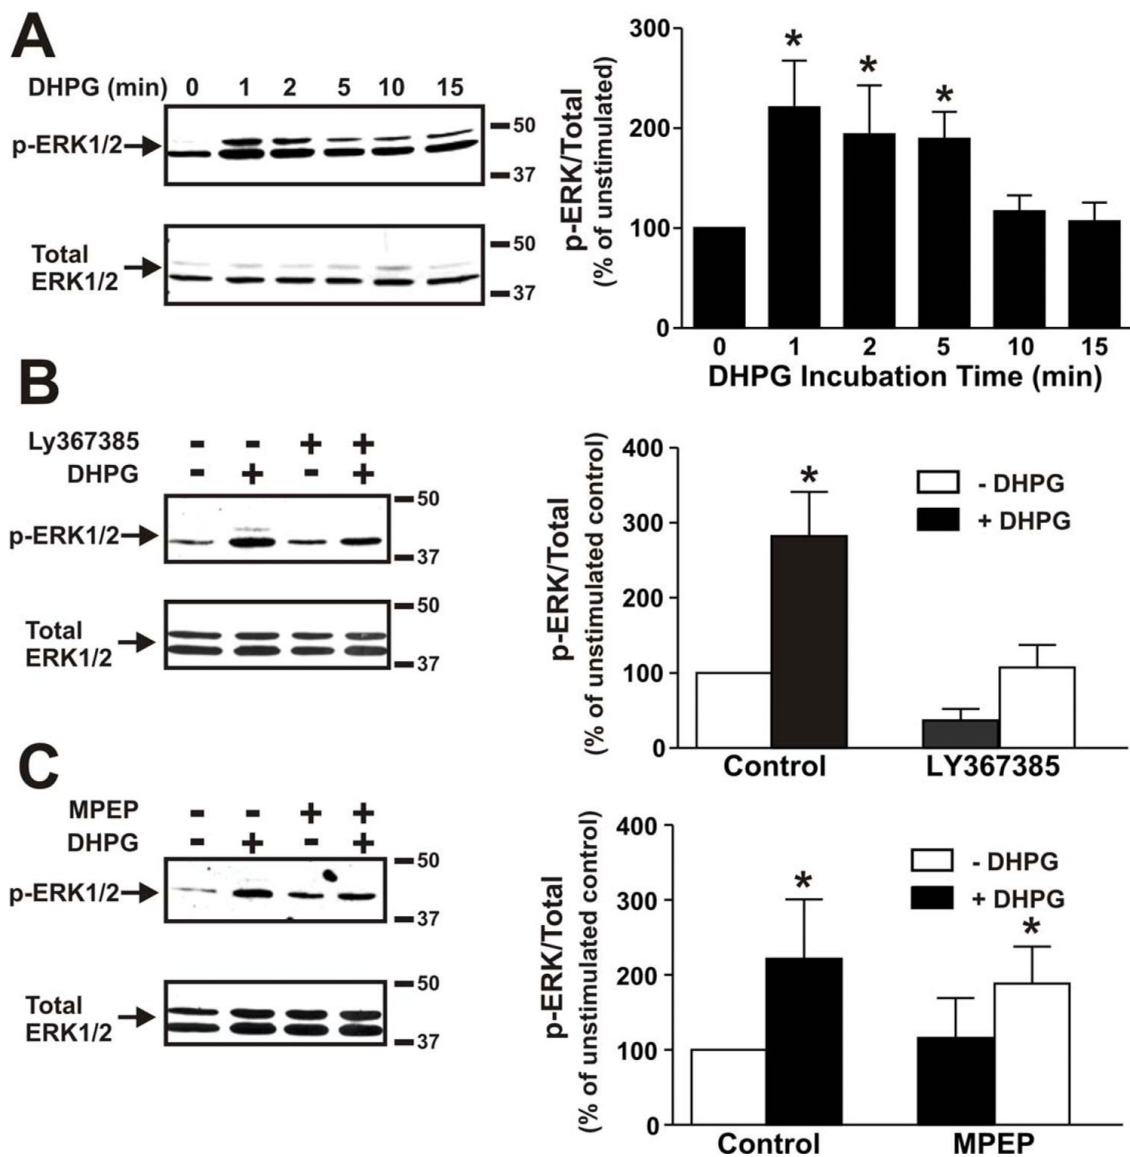 A
DHPG (min) 0 1 2 5 10 15
p-ERK1/2
50
37
Total
ERK1/2
50
37
p-ERK/Total
(% of unstimulated)
300
200
100
0
0 1 2 5 10 15
DHPG Incubation Time (min)
*
*
*
B
Ly367385 - - + +
DHPG - + - +
p-ERK1/2
50
37
Total
ERK1/2
50
37
p-ERK/Total
(% of unstimulated control)
400
300
200
100
0
*
- DHPG
+ DHPG
Control LY367385
C
MPEP - - + +
DHPG - + - +
p-ERK1/2
50
37
Total
ERK1/2
50
37
p-ERK/Total
(% of unstimulated control)
400
300
200
100
0
*
- DHPG
+ DHPG
*
Control MPEP